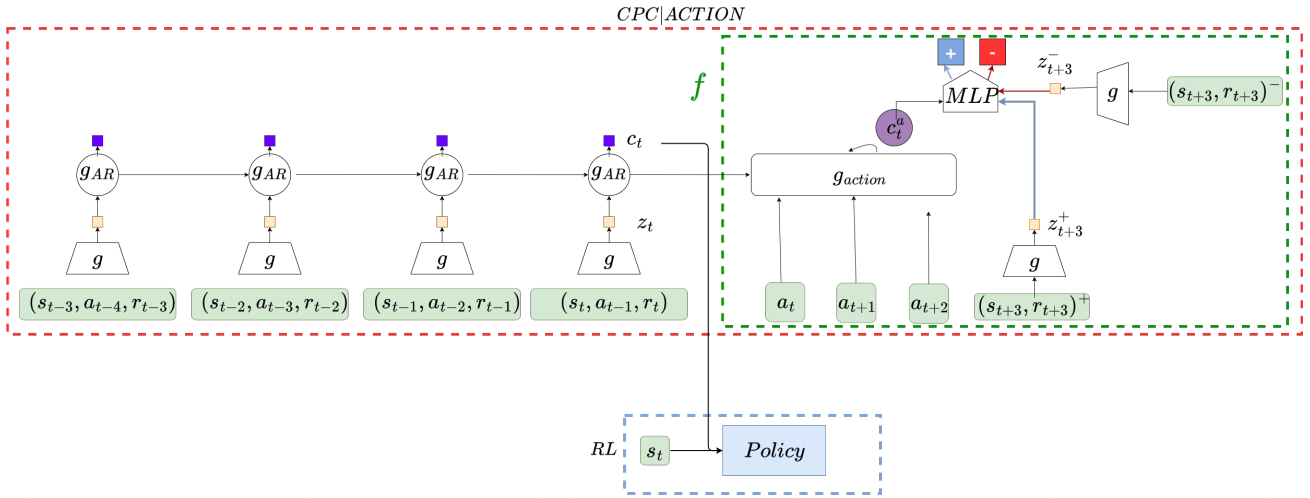 CPC|ACTION
f
+
-
z⁻ₜ₊₃
MLP
g
(sₜ₊₃, rₜ₊₃)⁻
cₜᵃ
cₜ
g_AR
g_AR
g_AR
g_AR
g_action
zₜ
z⁺ₜ₊₃
g
g
g
g
g
(sₜ₋₃, aₜ₋₄, rₜ₋₃)
(sₜ₋₂, aₜ₋₃, rₜ₋₂)
(sₜ₋₁, aₜ₋₂, rₜ₋₁)
(sₜ, aₜ₋₁, rₜ)
aₜ
aₜ₊₁
aₜ₊₂
(sₜ₊₃, rₜ₊₃)⁺
RL
sₜ
Policy